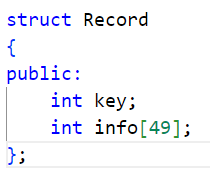 struct Record
{
public:
    int key;
    int info[49];
};